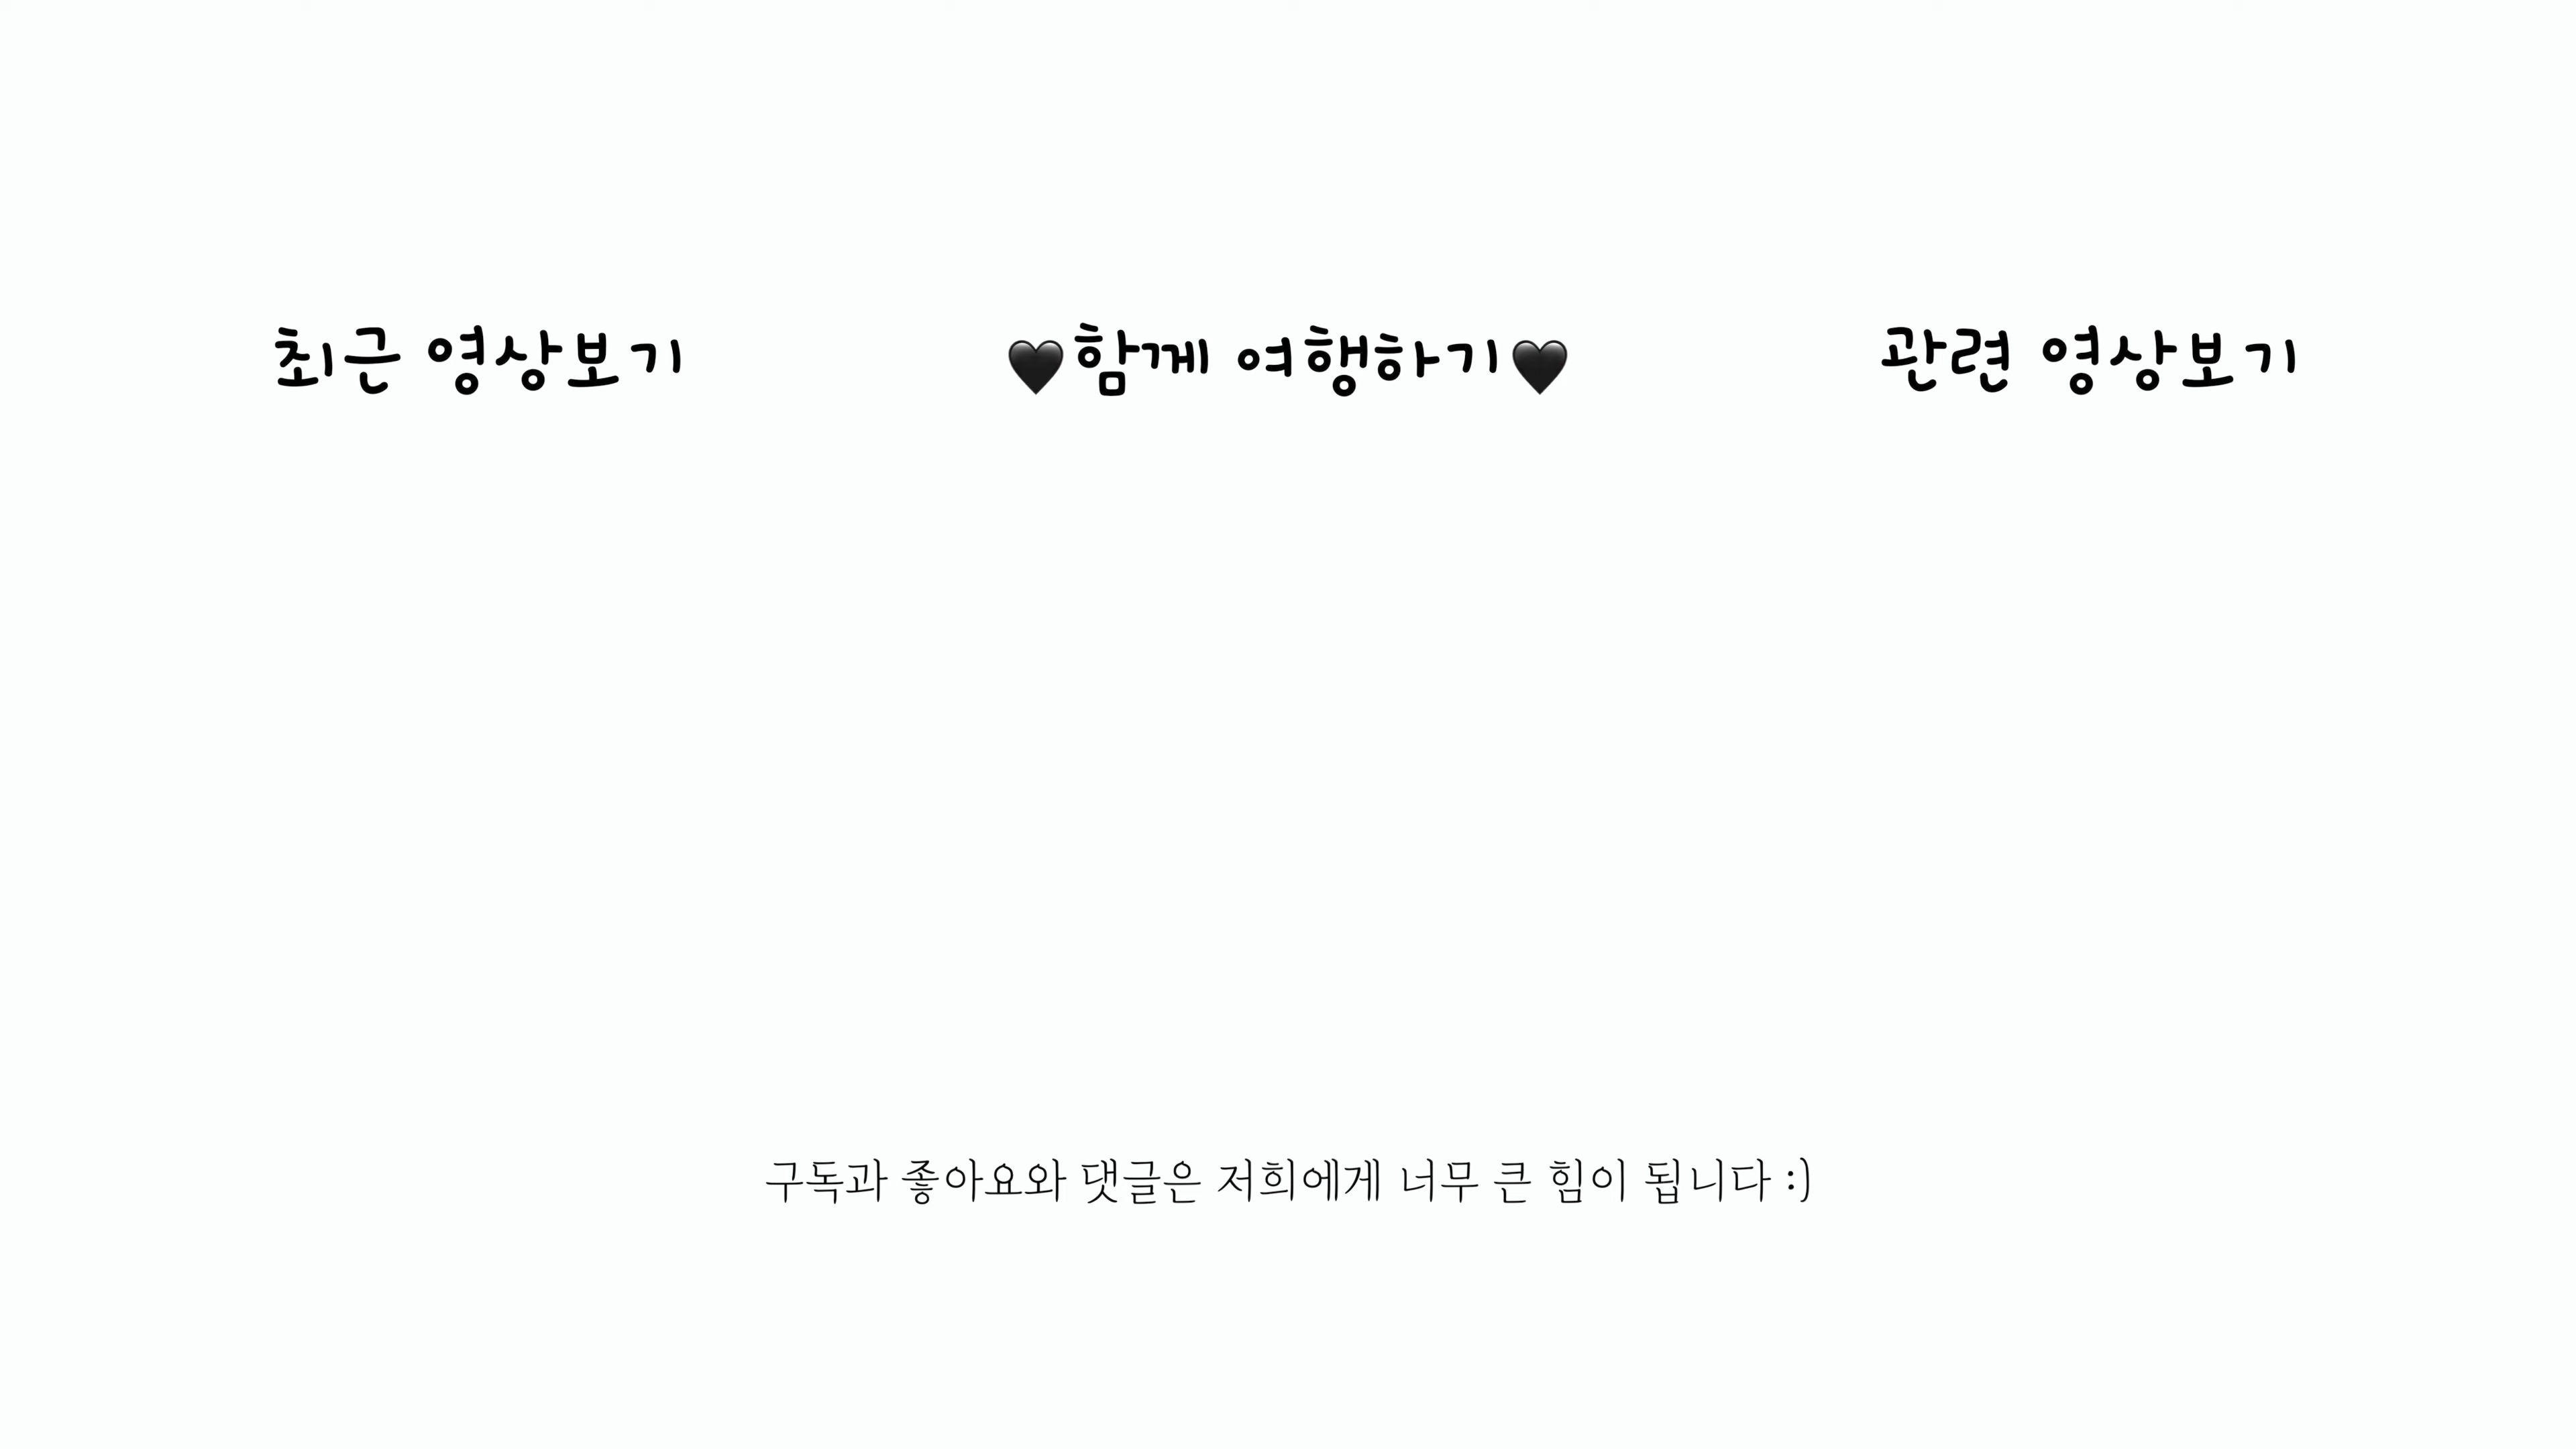 최근 영상보기
🖤함께 여행하기🖤
관련 영상보기
구독과 좋아요와 댓글은 저희에게 너무 큰 힘이 됩니다 :)